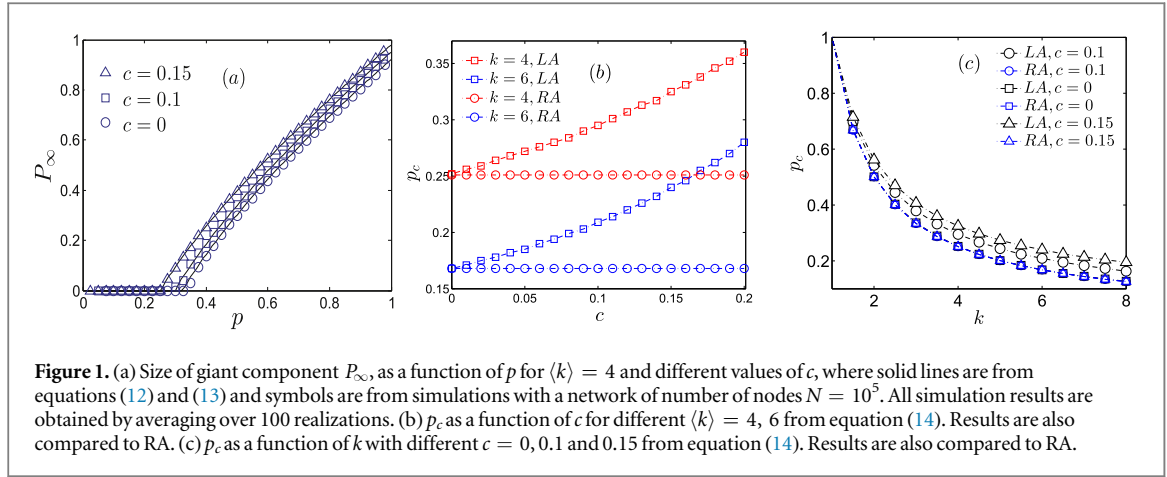 1
0.8
0.6
0.4
0.2
0
P∞
0
0.2
0.4
0.6
0.8
1
p
(a)
c = 0.15
c = 0.1
c = 0
0.35
0.25
0.15
p_c
0
0.05
0.1
0.15
0.2
c
(b)
k = 4, LA
k = 6, LA
k = 4, RA
k = 6, RA
1
0.8
0.6
0.4
0.2
p_c
2
4
6
8
k
(c)
LA, c = 0.1
RA, c = 0.1
LA, c = 0
RA, c = 0
LA, c = 0.15
RA, c = 0.15
Figure 1. (a) Size of giant component P∞, as a function of p for ⟨k⟩ = 4 and different values of c, where solid lines are from
equations (12) and (13) and symbols are from simulations with a network of number of nodes N = 10⁵. All simulation results are
obtained by averaging over 100 realizations. (b) p_c as a function of c for different ⟨k⟩ = 4, 6 from equation (14). Results are also
compared to RA. (c) p_c as a function of k with different c = 0, 0.1 and 0.15 from equation (14). Results are also compared to RA.